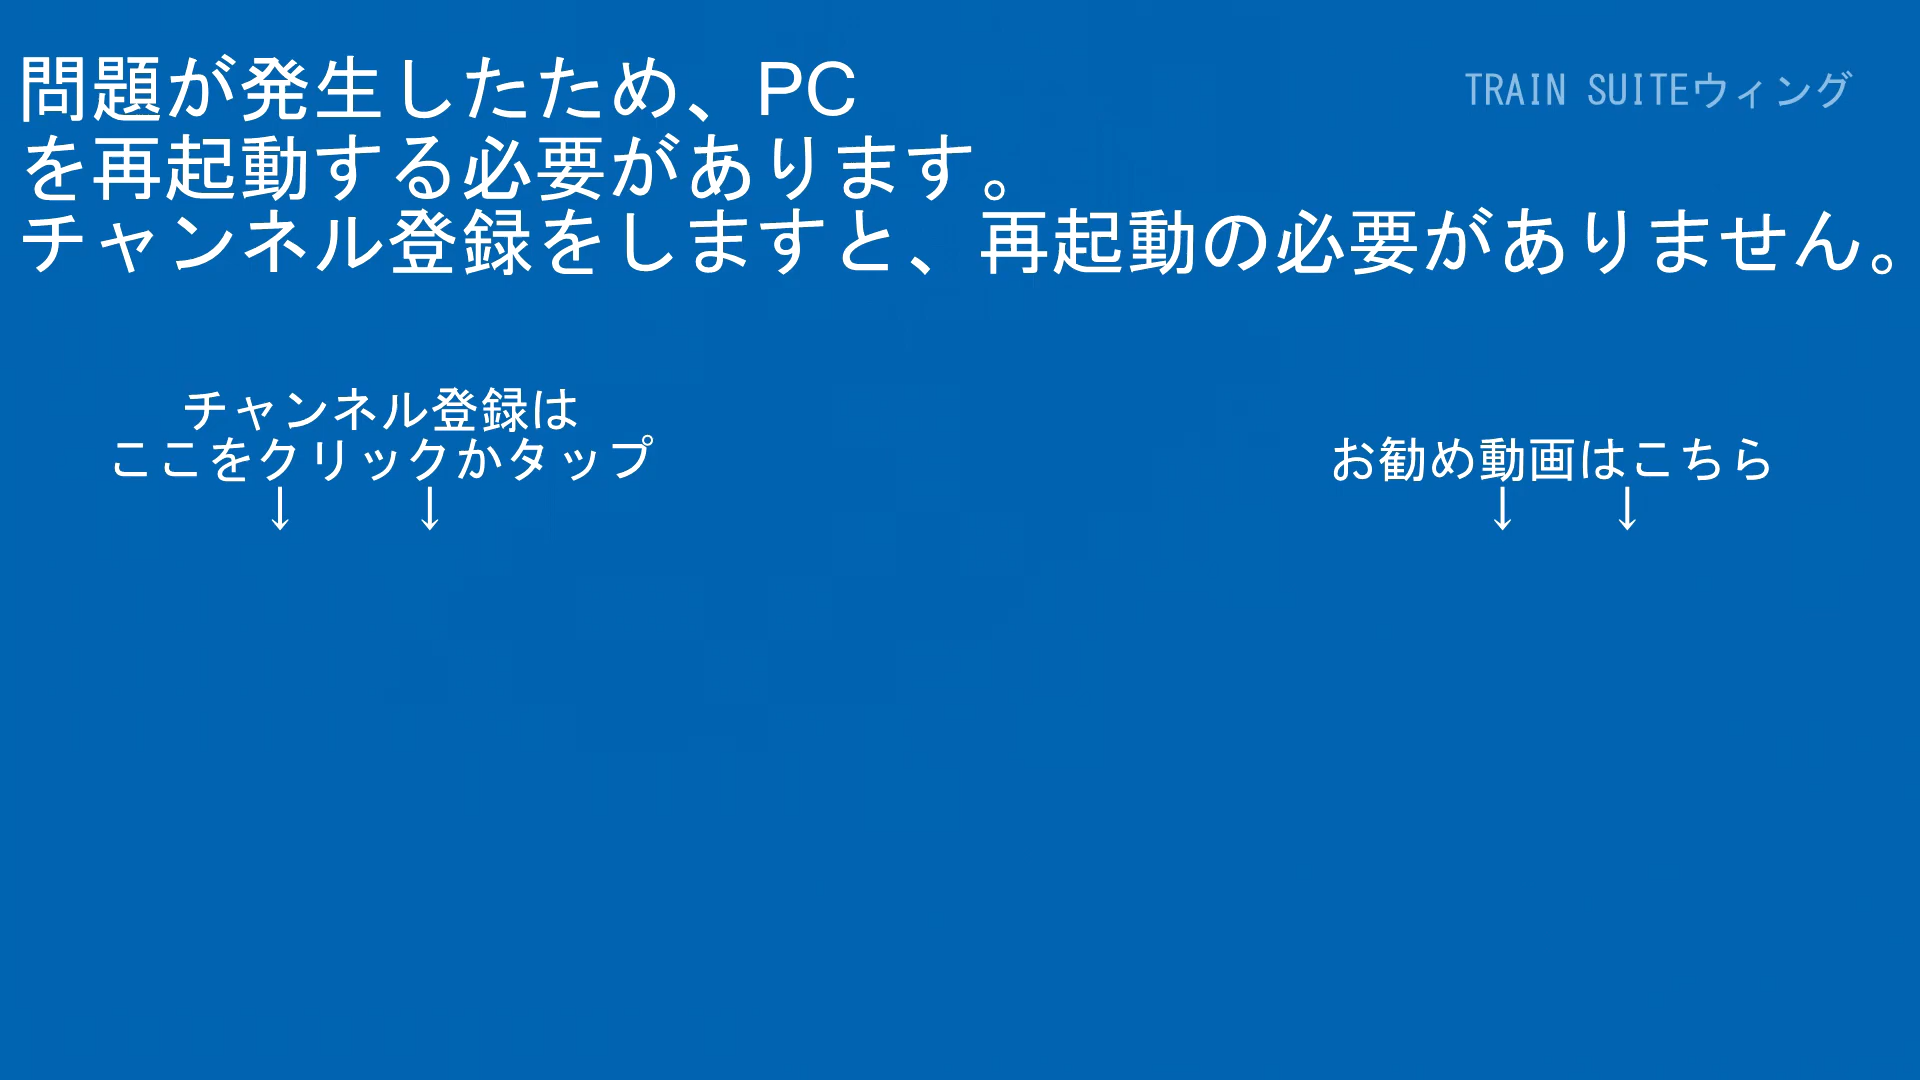 問題が発生したため、PC
を再起動する必要があります。
チャンネル登録をしますと、再起動の必要がありません。
TRAIN SUITEウィング
チャンネル登録は
ここをクリックかタップ
↓ ↓
お勧め動画はこちら
↓ ↓